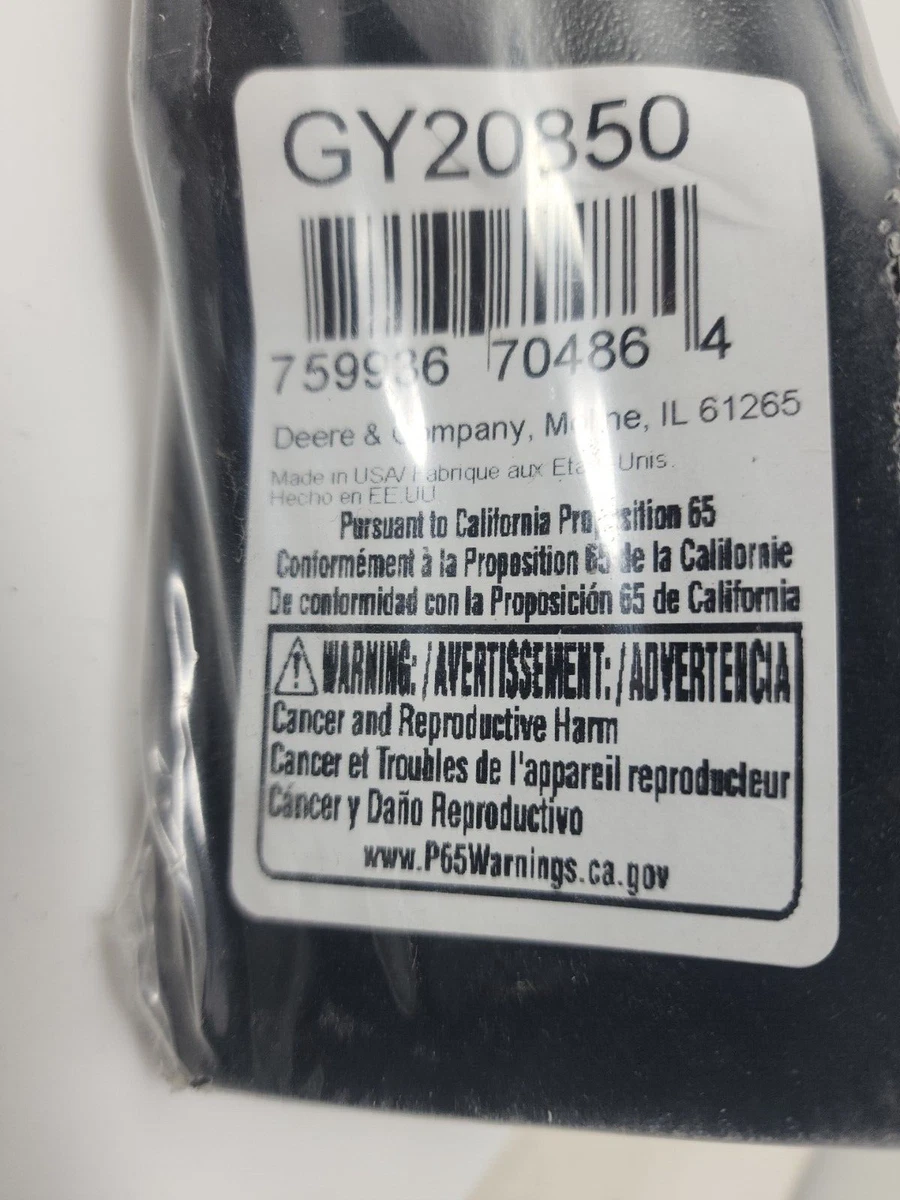 GY20850
759936 70486 4
Deere & Company, Moline, IL 61265
Made in USA/ Fabrique aux Etats Unis.
Hecho en EE.UU
Pursuant to California Proposition 65
Conformément à la Proposition 65 de la Californie
De conformidad con la Proposición 65 de California
WARNING: /AVERTISSEMENT: /ADVERTENCIA
Cancer and Reproductive Harm
Cancer et Troubles de l'appareil reproducteur
Cáncer y Daño Reproductivo
www.P65Warnings.ca.gov